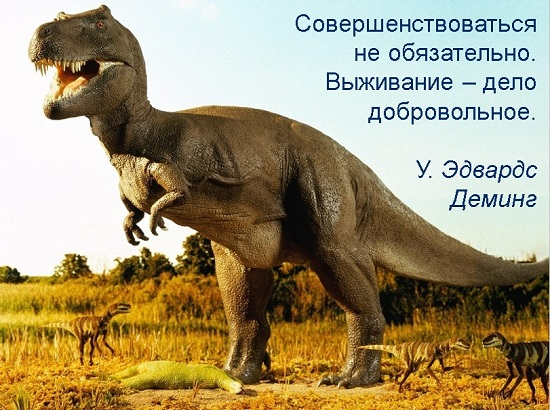 Совершенствоваться
не обязательно.
Выживание – дело
добровольное.
У. Эдвардс
Деминг